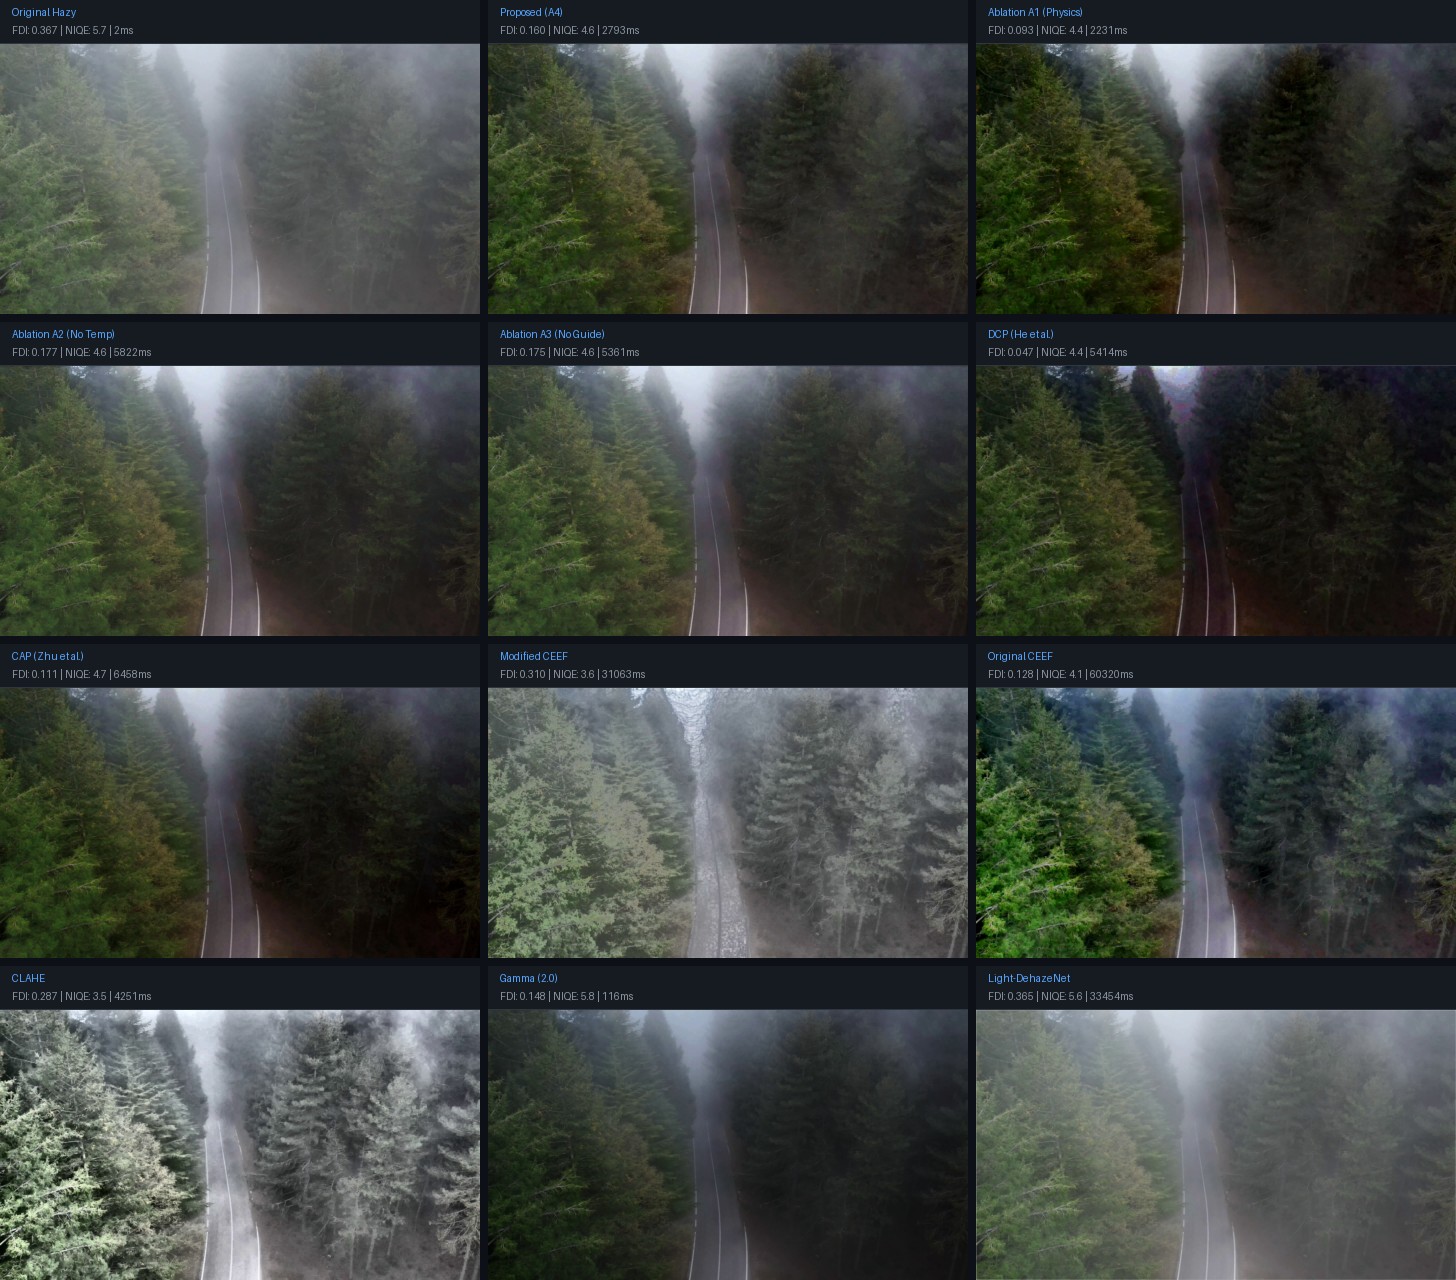 Original Hazy
FDI: 0.367 | NIQE: 5.7 | 2ms
Proposed (A4)
FDI: 0.160 | NIQE: 4.6 | 2793ms
Ablation A1 (Physics)
FDI: 0.093 | NIQE: 4.4 | 2231ms
Ablation A2 (No Temp)
FDI: 0.177 | NIQE: 4.6 | 5822ms
Ablation A3 (No Guide)
FDI: 0.175 | NIQE: 4.6 | 5361ms
DCP (He et al.)
FDI: 0.047 | NIQE: 4.4 | 5414ms
CAP (Zhu et al.)
FDI: 0.111 | NIQE: 4.7 | 6458ms
Modified CEEF
FDI: 0.310 | NIQE: 3.6 | 31063ms
Original CEEF
FDI: 0.128 | NIQE: 4.1 | 60320ms
CLAHE
FDI: 0.287 | NIQE: 3.5 | 4251ms
Gamma (2.0)
FDI: 0.148 | NIQE: 5.8 | 116ms
Light-DehazeNet
FDI: 0.365 | NIQE: 5.6 | 33454ms